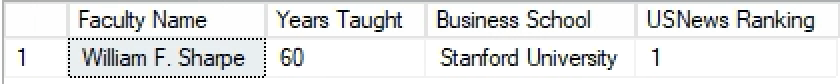 Faculty Name Years Taught Business School USNews Ranking
1 William F. Sharpe 60 Stanford University 1